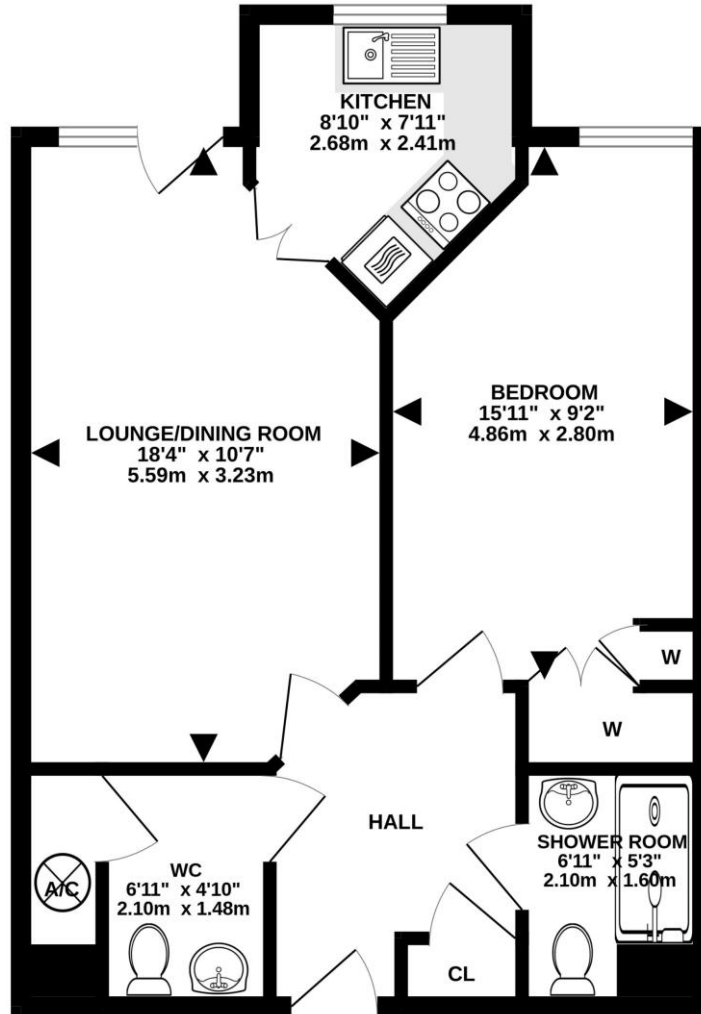 KITCHEN
8'10" x 7'11"
2.68m x 2.41m
LOUNGE/DINING ROOM
18'4" x 10'7"
5.59m x 3.23m
BEDROOM
15'11" x 9'2"
4.86m x 2.80m
W
W
HALL
A/C
WC
6'11" x 4'10"
2.10m x 1.48m
SHOWER ROOM
6'11" x 5'3"
2.10m x 1.60m
CL